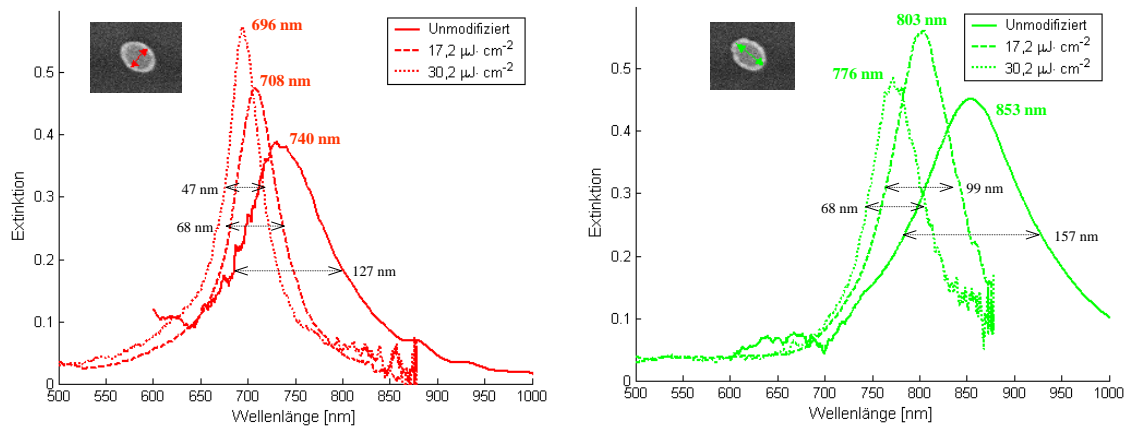 696 nm
708 nm
740 nm
Unmodifiziert
17,2 µJ· cm-2
30,2 µJ· cm-2
47 nm
68 nm
127 nm
Extinktion
0.5
0.4
0.3
0.2
0.1
0
500 550 600 650 700 750 800 850 900 950 1000
Wellenlänge [nm]
803 nm
776 nm
853 nm
Unmodifiziert
17,2 µJ· cm-2
30,2 µJ· cm-2
99 nm
68 nm
157 nm
Extinktion
0.5
0.4
0.3
0.2
0.1
0
500 550 600 650 700 750 800 850 900 950 1000
Wellenlänge [nm]